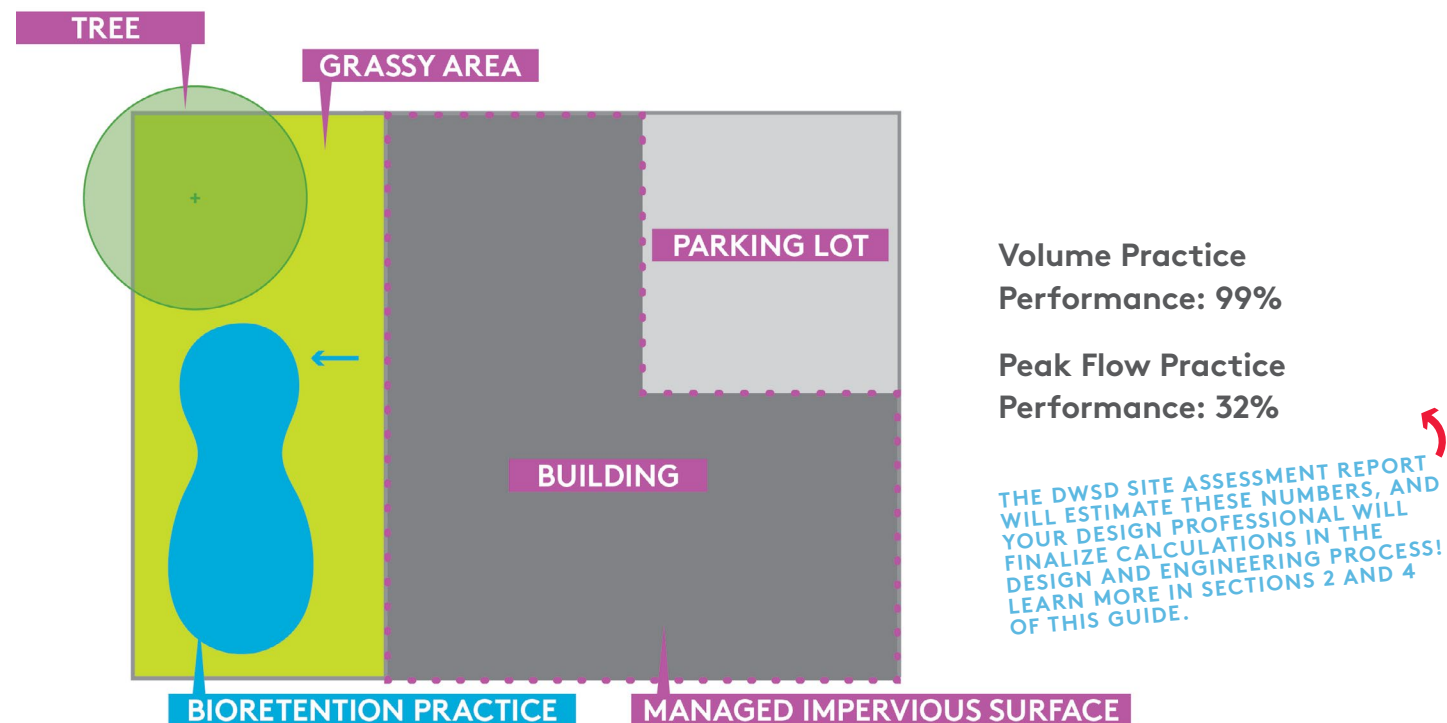 TREE
GRASSY AREA
PARKING LOT
BUILDING
BIORETENTION PRACTICE
MANAGED IMPERVIOUS SURFACE
Volume Practice
Performance: 99%
Peak Flow Practice
Performance: 32%
THE DWSD SITE ASSESSMENT REPORT
WILL ESTIMATE THESE NUMBERS, AND
YOUR DESIGN PROFESSIONAL WILL
FINALIZE CALCULATIONS IN THE
DESIGN AND ENGINEERING PROCESS!
LEARN MORE IN SECTIONS 2 AND 4
OF THIS GUIDE.